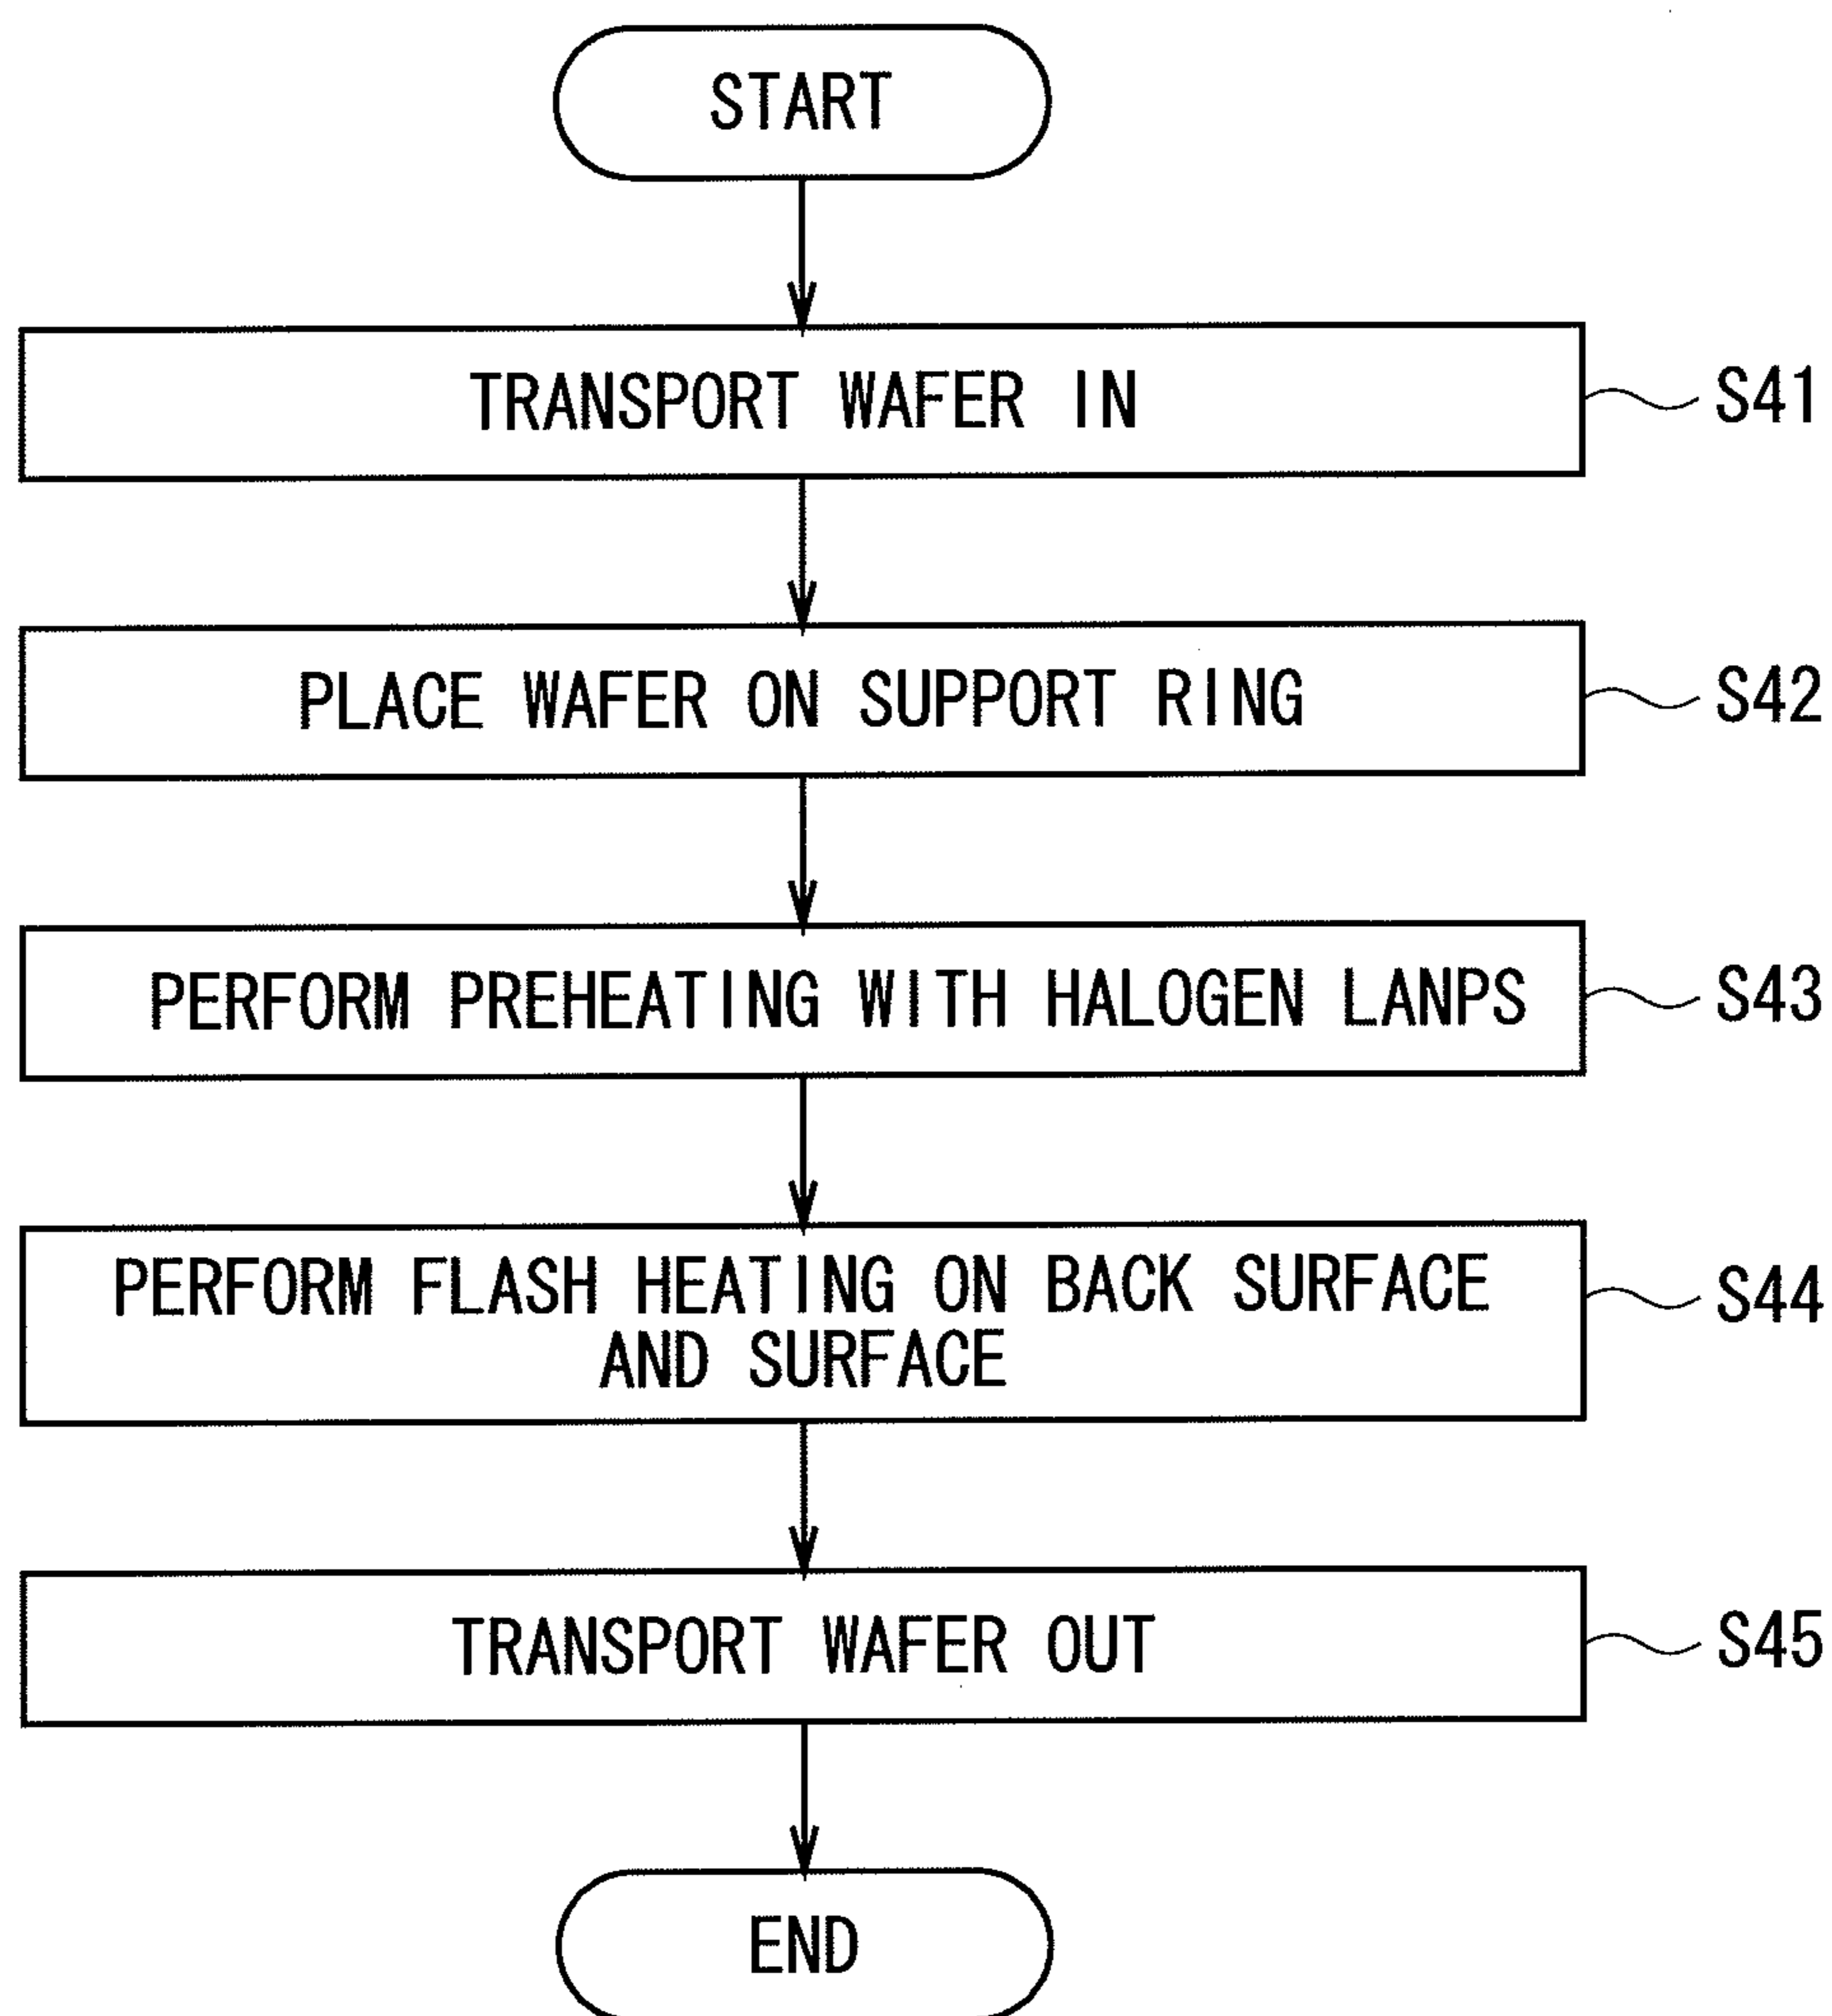 START
TRANSPORT WAFER IN
S41
PLACE WAFER ON SUPPORT RING
S42
PERFORM PREHEATING WITH HALOGEN LANPS
S43
PERFORM FLASH HEATING ON BACK SURFACE
AND SURFACE
S44
TRANSPORT WAFER OUT
S45
END